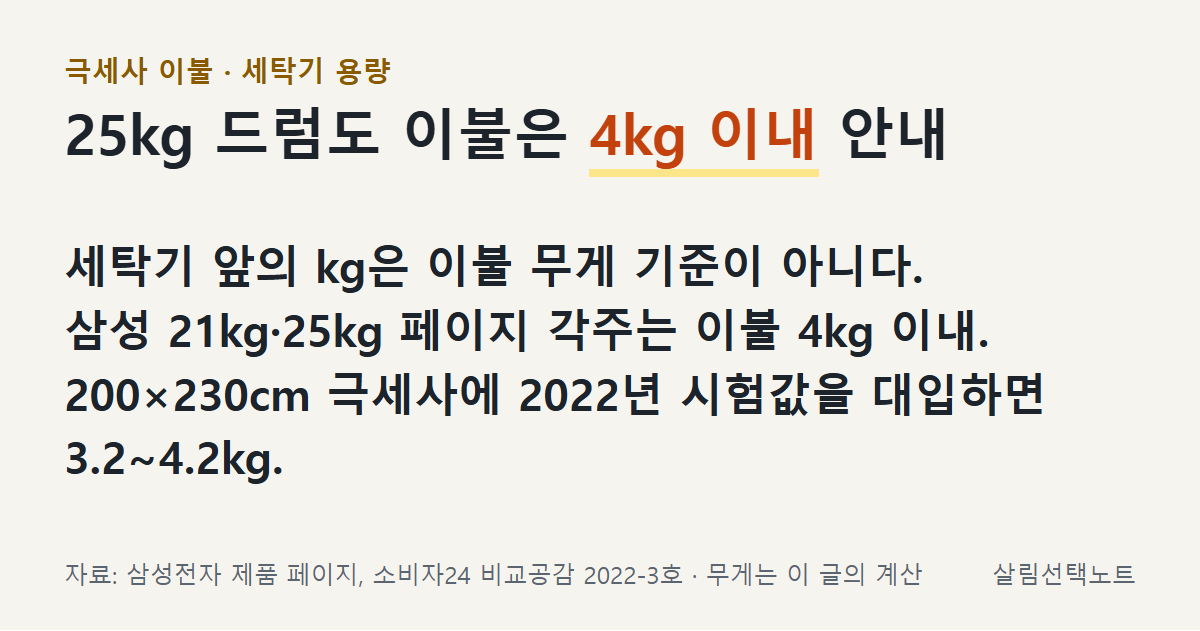 극세사 이불 · 세탁기 용량
25kg 드럼도 이불은 4kg 이내 안내
세탁기 앞의 kg은 이불 무게 기준이 아니다.
삼성 21kg·25kg 페이지 각주는 이불 4kg 이내.
200×230cm 극세사에 2022년 시험값을 대입하면
3.2~4.2kg.
자료: 삼성전자 제품 페이지, 소비자24 비교공감 2022-3호 · 무게는 이 글의 계산
살림선택노트